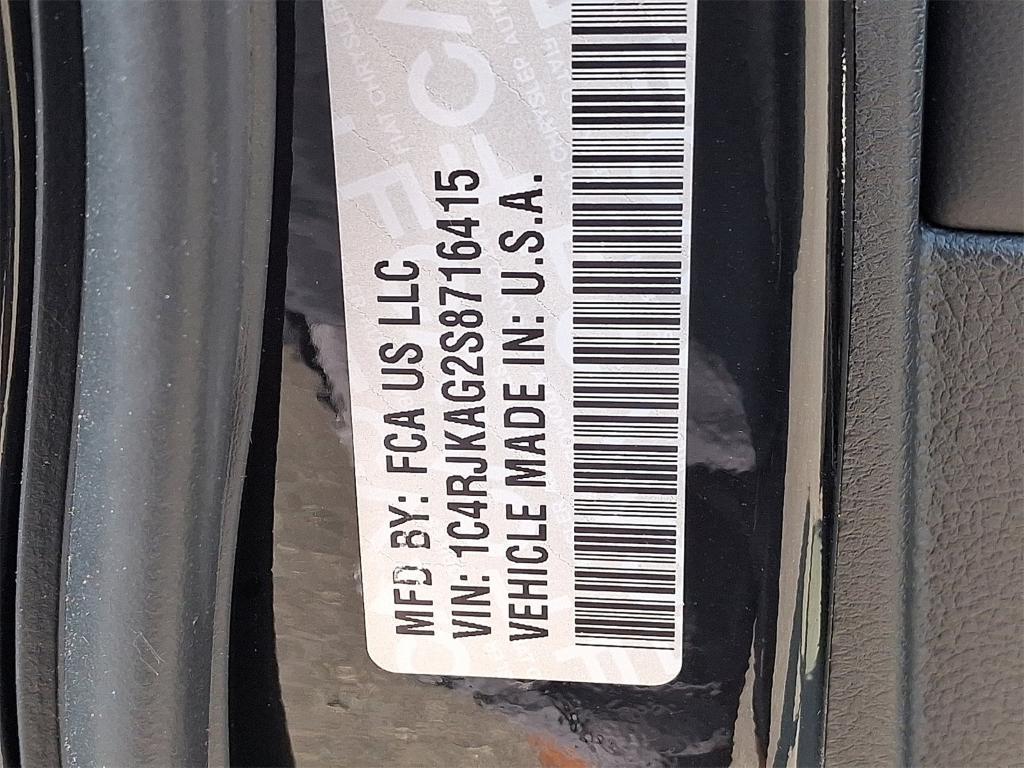 MFD BY: FCA US LLC
VIN: 1C4RJKAG2S8716415
VEHICLE MADE IN: U.S.A.